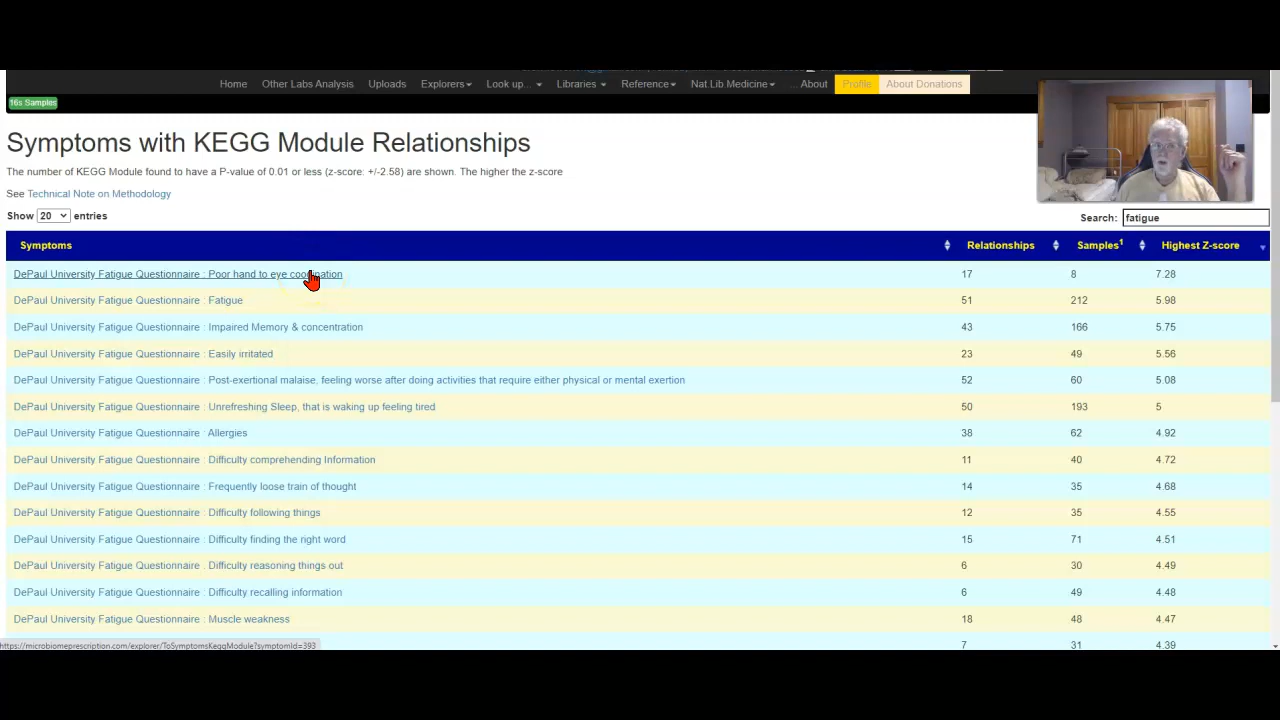 Home Other Labs Analysis Uploads Explorers Look up... Libraries Reference Nat.Lib.Medicine ... About Profile About Donations
16s Samples
Symptoms with KEGG Module Relationships
The number of KEGG Module found to have a P-value of 0.01 or less (z-score: +/-2.58) are shown. The higher the z-score
See Technical Note on Methodology
Show 20 entries Search: fatigue
Symptoms Relationships Samples1 Highest Z-score
DePaul University Fatigue Questionnaire : Poor hand to eye coordination 17 8 7.28
DePaul University Fatigue Questionnaire : Fatigue 51 212 5.98
DePaul University Fatigue Questionnaire : Impaired Memory & concentration 43 166 5.75
DePaul University Fatigue Questionnaire : Easily irritated 23 49 5.56
DePaul University Fatigue Questionnaire : Post-exertional malaise, feeling worse after doing activities that require either physical or mental exertion 52 60 5.08
DePaul University Fatigue Questionnaire : Unrefreshing Sleep, that is waking up feeling tired 50 193 5
DePaul University Fatigue Questionnaire : Allergies 38 62 4.92
DePaul University Fatigue Questionnaire : Difficulty comprehending Information 11 40 4.72
DePaul University Fatigue Questionnaire : Frequently loose train of thought 14 35 4.68
DePaul University Fatigue Questionnaire : Difficulty following things 12 35 4.55
DePaul University Fatigue Questionnaire : Difficulty finding the right word 15 71 4.51
DePaul University Fatigue Questionnaire : Difficulty reasoning things out 6 30 4.49
DePaul University Fatigue Questionnaire : Difficulty recalling information 6 49 4.48
DePaul University Fatigue Questionnaire : Muscle weakness 18 48 4.47
https://microbiomeprescription.com/explorer/ToSymptomsKeggModule?symptomId=393 7 31 4.39